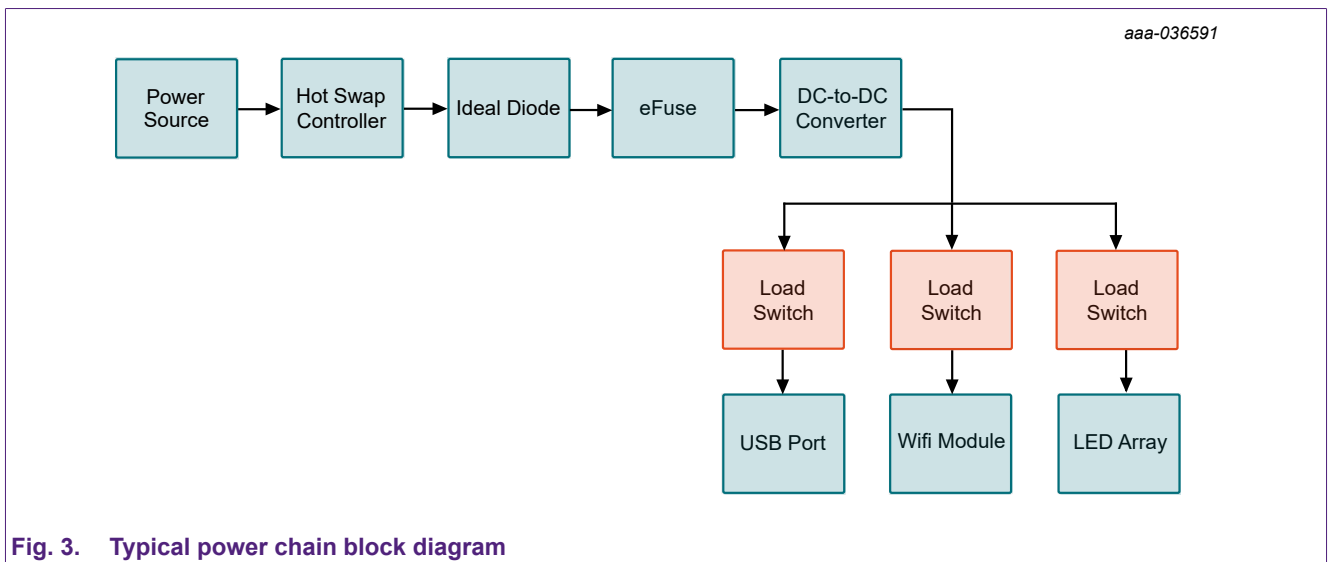 aaa-036591
Power
Source
Hot Swap
Controller
Ideal Diode
eFuse
DC-to-DC
Converter
Load
Switch
Load
Switch
Load
Switch
USB Port
Wifi Module
LED Array
Fig. 3. Typical power chain block diagram